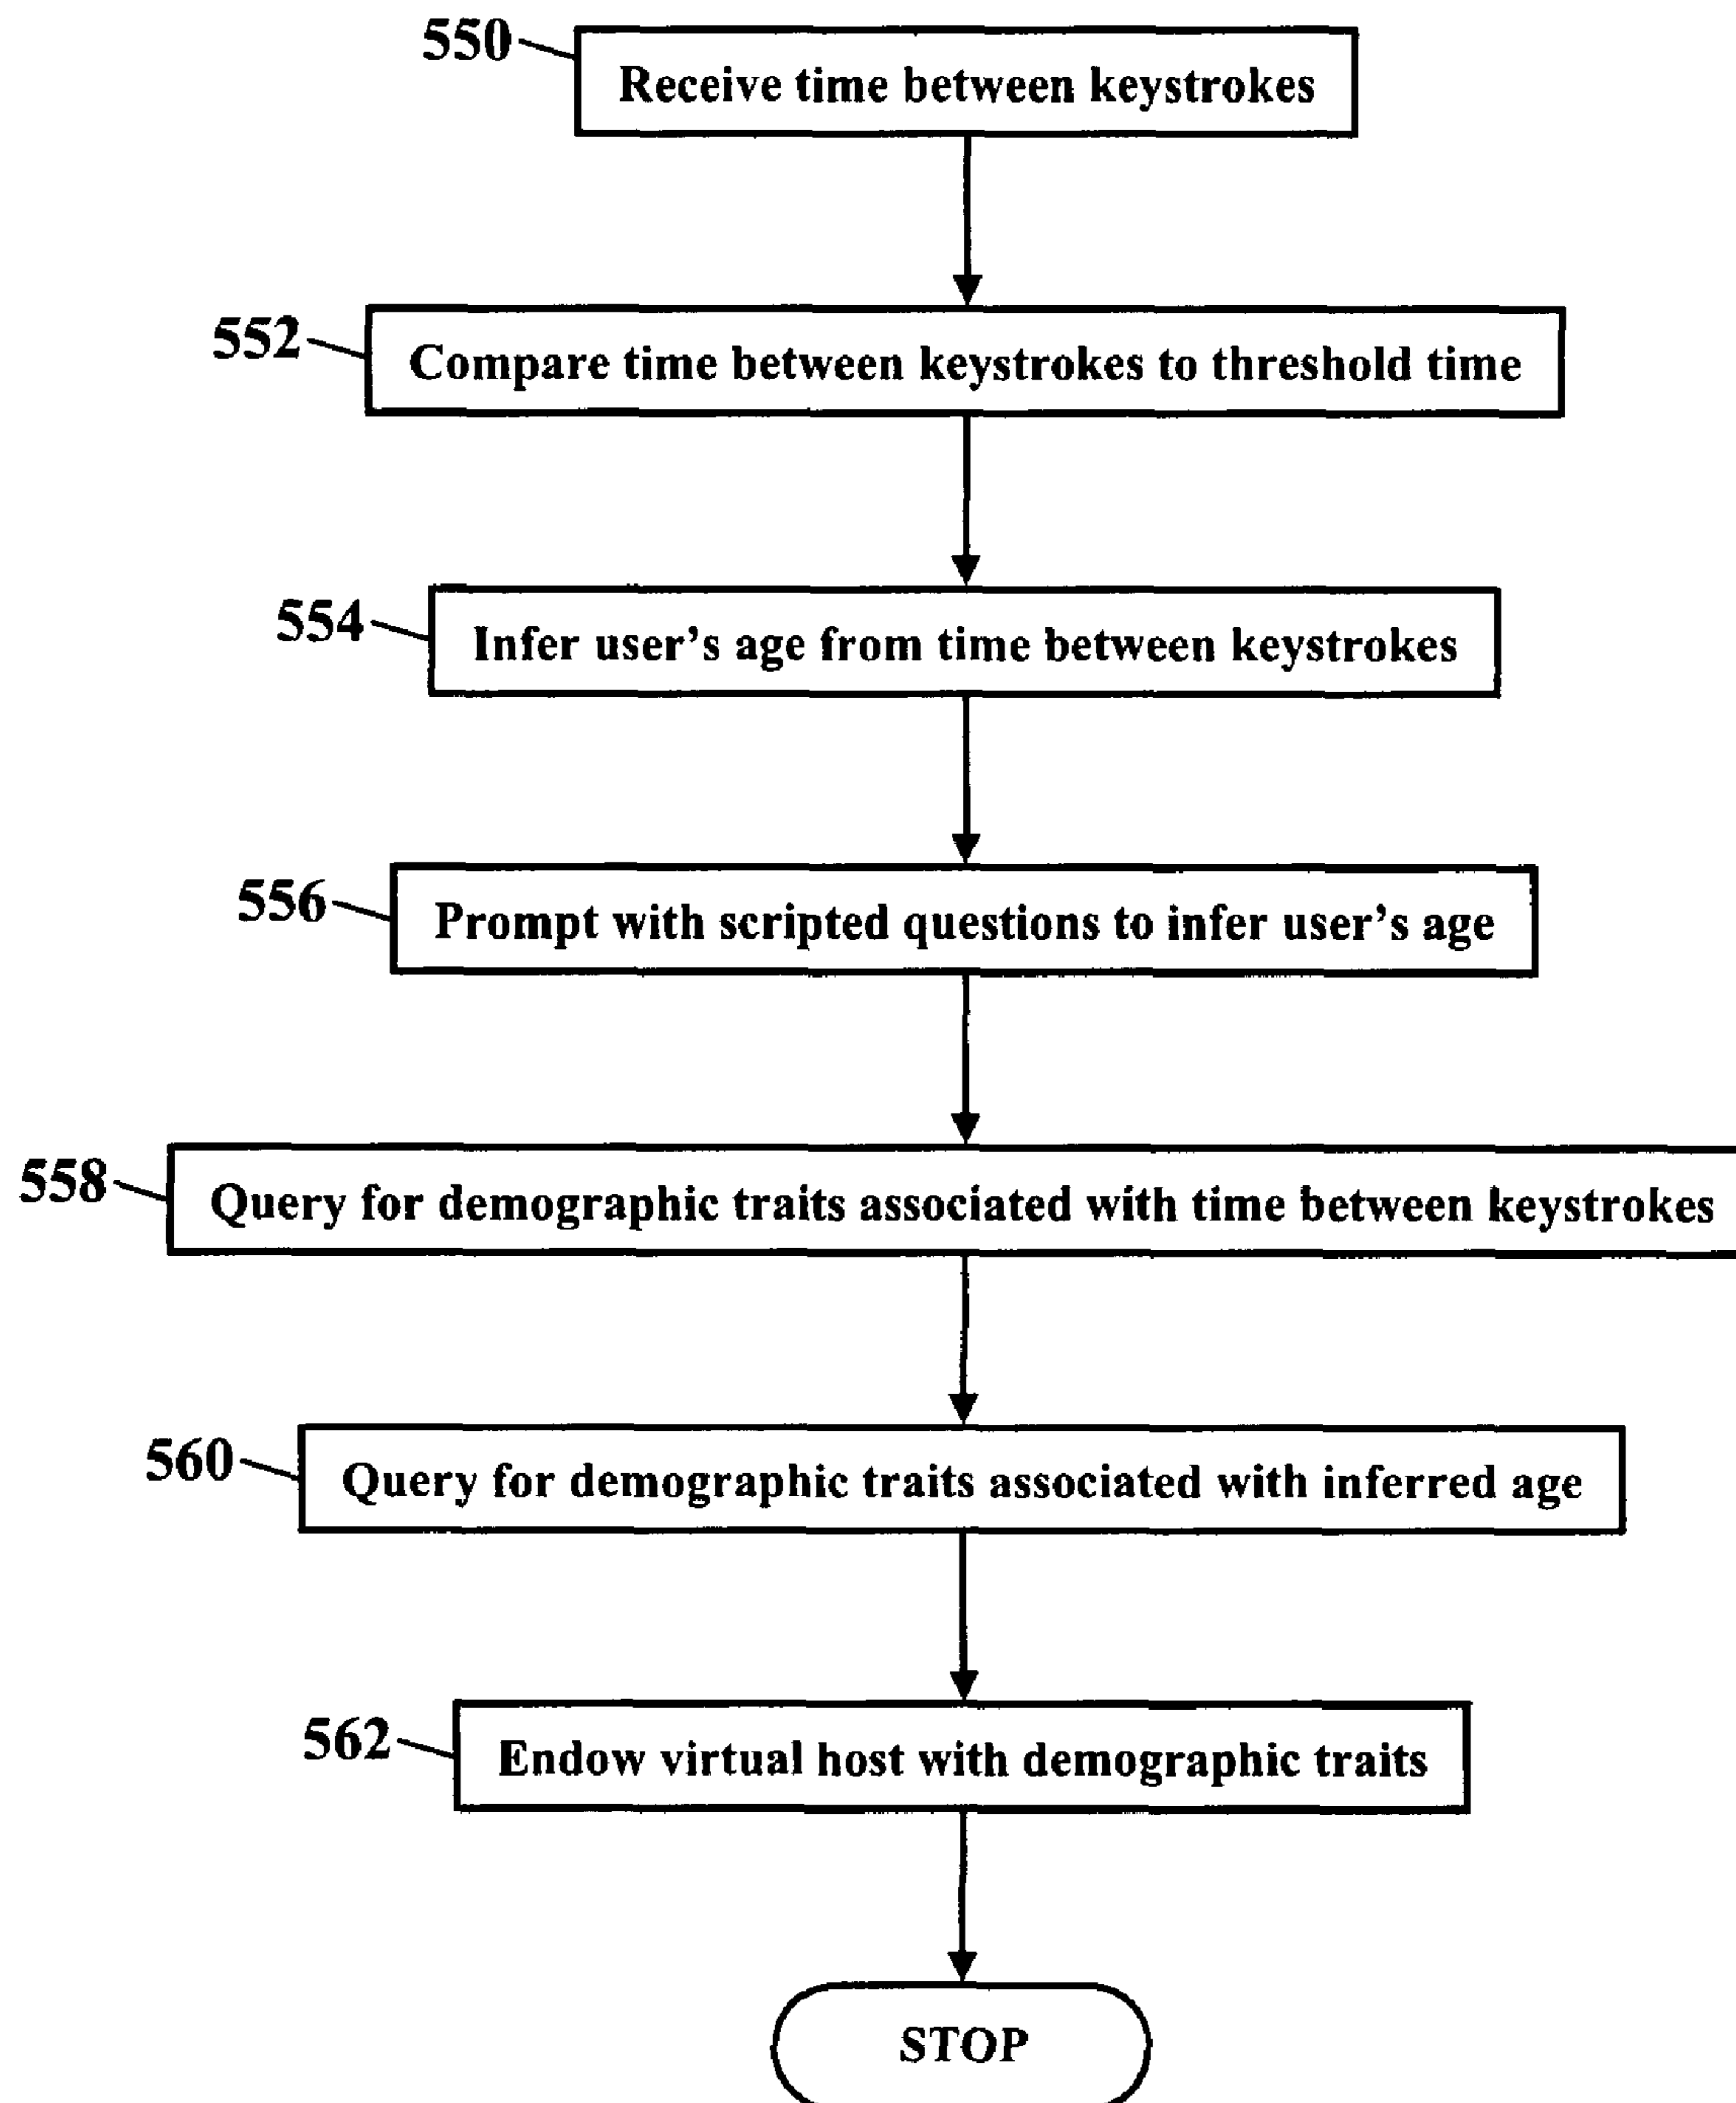 550
Receive time between keystrokes
552
Compare time between keystrokes to threshold time
554
Infer user's age from time between keystrokes
556
Prompt with scripted questions to infer user's age
558
Query for demographic traits associated with time between keystrokes
560
Query for demographic traits associated with inferred age
562
Endow virtual host with demographic traits
STOP